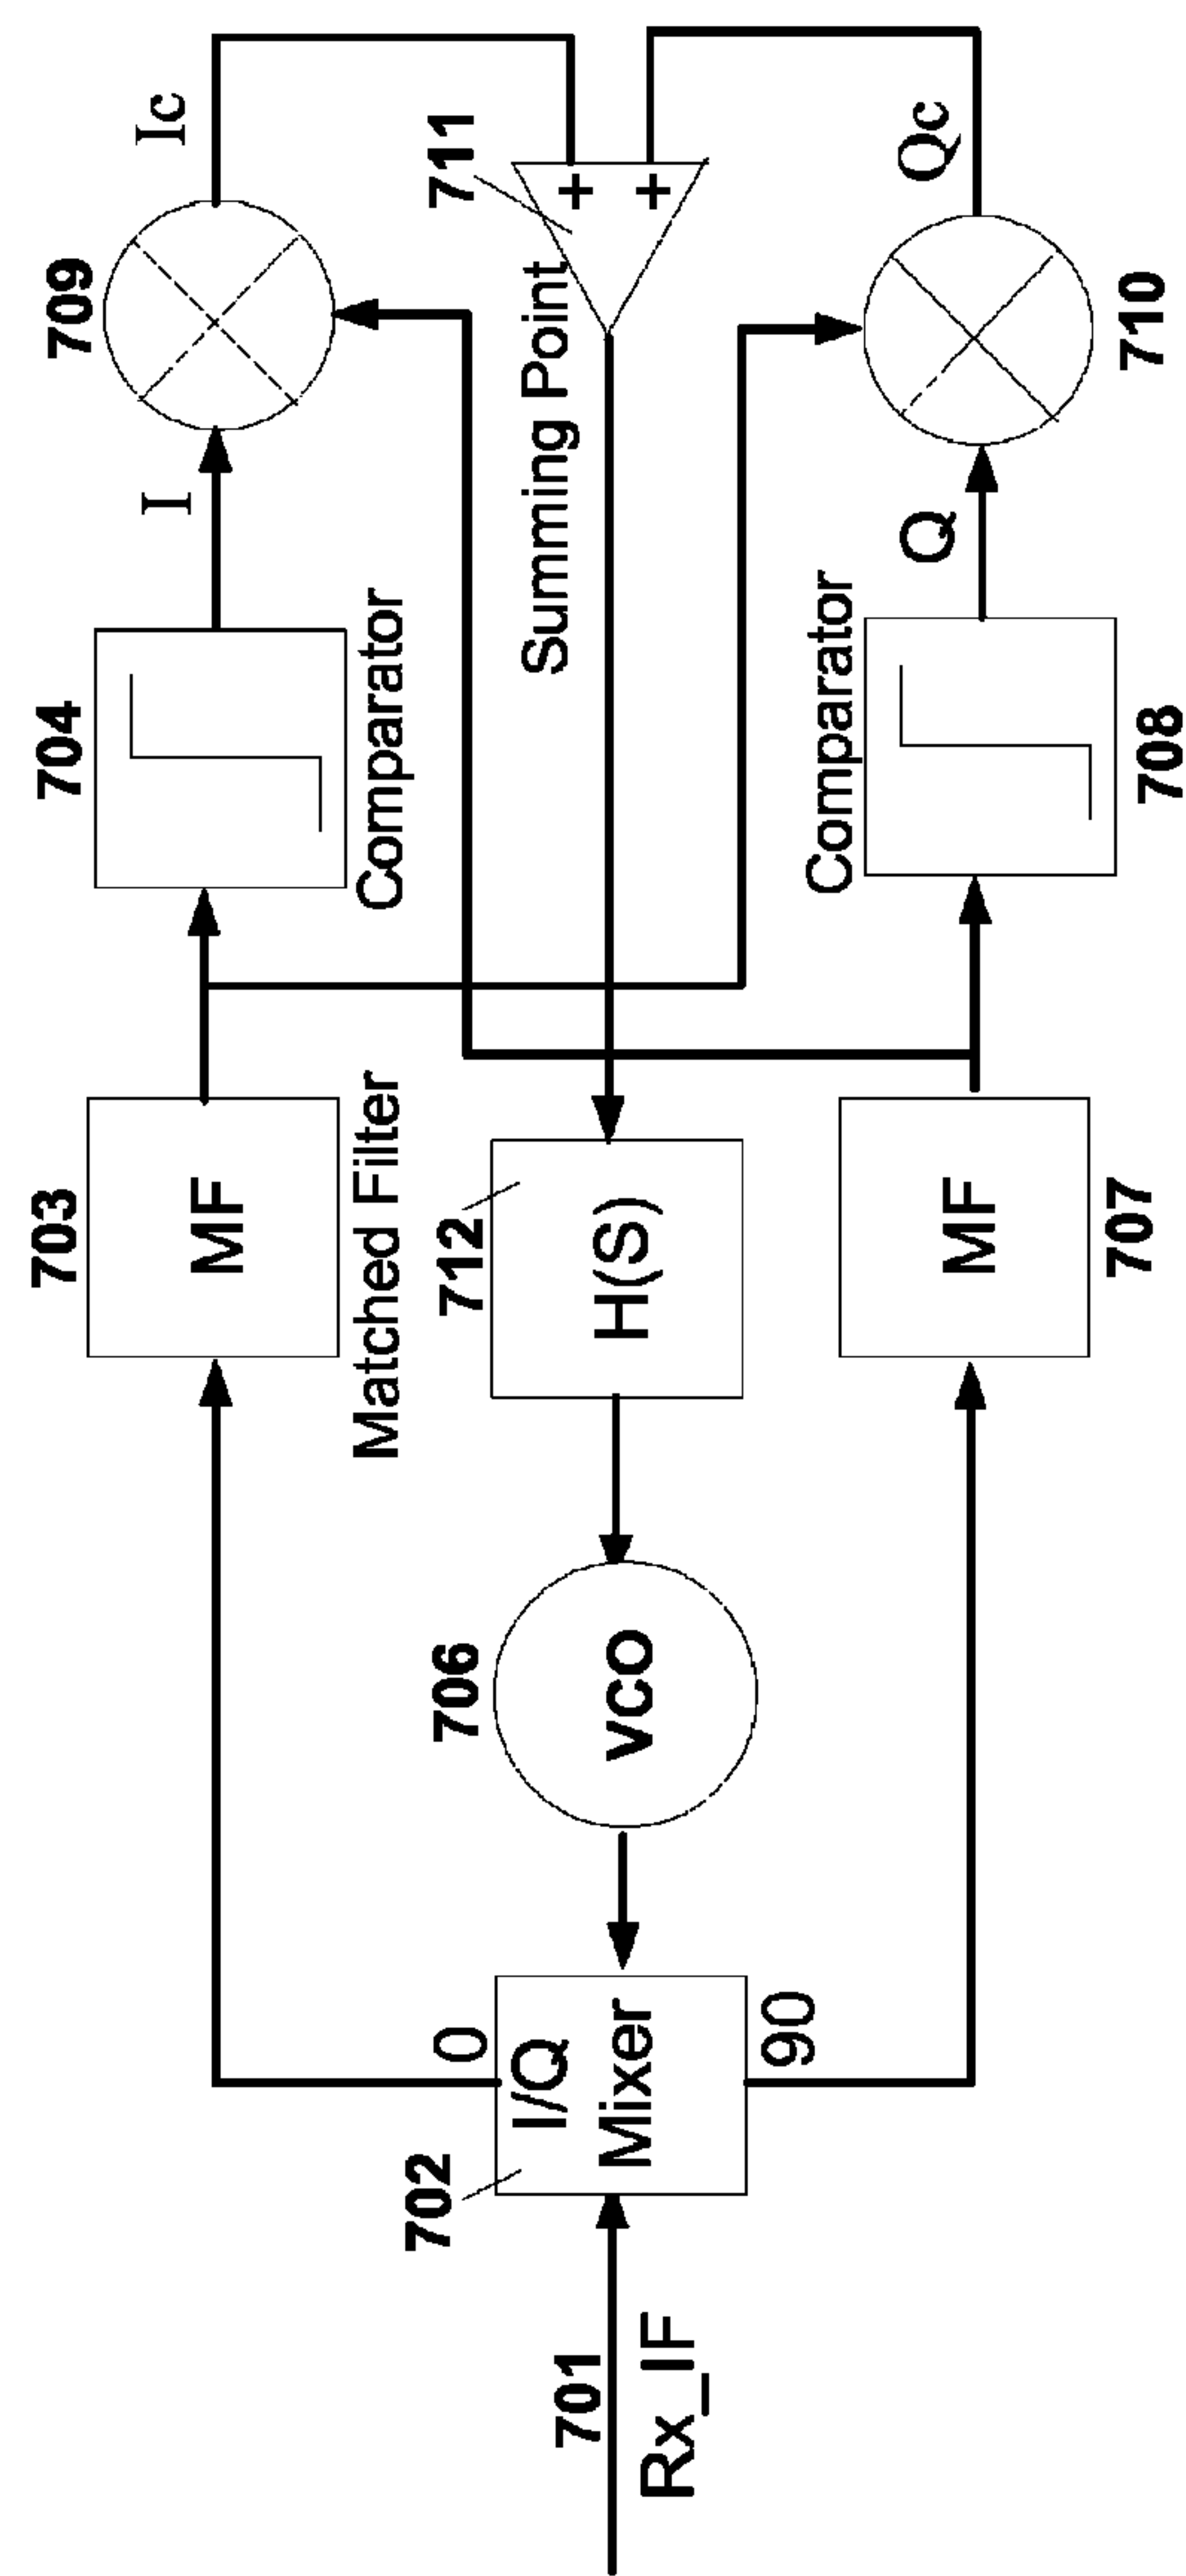 701
Rx_IF
702
0
I/Q
Mixer
90
706
VCO
703
MF
Matched Filter
712
H(S)
MF
707
704
Comparator
Comparator
708
I
Q
709
Ic
711
+
+
Summing Point
Qc
710